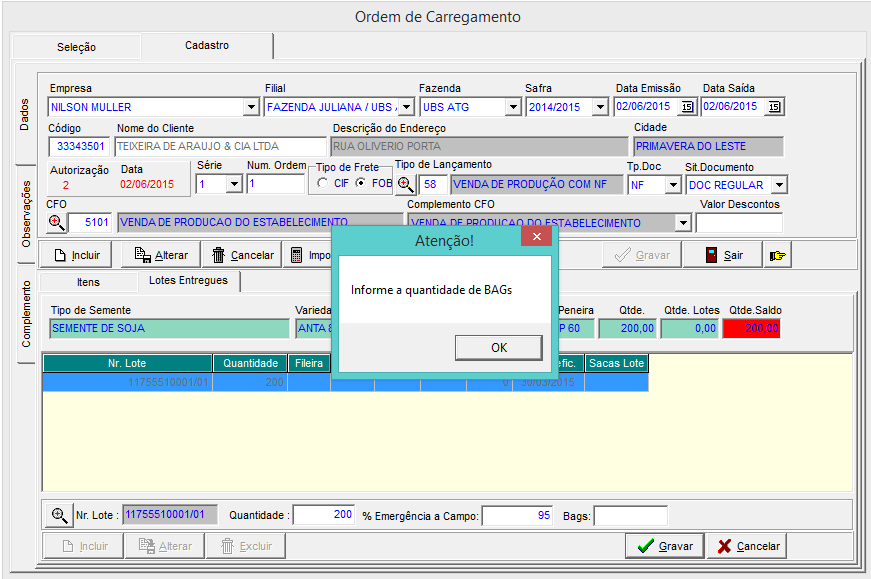 Ordem de Carregamento
Seleção Cadastro
Dados
Observações
Complemento
Empresa Filial Fazenda Safra Data Emissão Data Saída
NILSON MULLER FAZENDA JULIANA / UBS UBS ATG 2014/2015 02/06/2015 15 02/06/2015 15
Código Nome do Cliente Descrição do Endereço Cidade
33343501 TEIXEIRA DE ARAUJO & CIA LTDA RUA OLIVERIO PORTA PRIMAVERA DO LESTE
Autorização Data Série Num. Ordem Tipo de Frete Tipo de Lançamento Tp.Doc Sit.Documento
2 02/06/2015 1 1 CIF FOB 58 VENDA DE PRODUÇÃO COM NF NF DOC REGULAR
CFO Complemento CFO Valor Descontos
5101 VENDA DE PRODUCAO DO ESTABELECIMENTO VENDA DE PRODUCAO DO ESTABELECIMENTO
Incluir Alterar Cancelar Impo Gravar Sair
Atenção!
Informe a quantidade de BAGs
OK
Itens Lotes Entregues
Tipo de Semente Varieda Peneira Qtde. Qtde. Lotes Qtde.Saldo
SEMENTE DE SOJA ANTA P 60 200,00 0,00 200,00
Nr. Lote Quantidade Fileira efic. Sacas Lote
11755510001/01 200 0 30/03/2015
Nr. Lote : 11755510001/01 Quantidade : 200 % Emergência a Campo: 95 Bags:
Incluir Alterar Excluir Gravar Cancelar